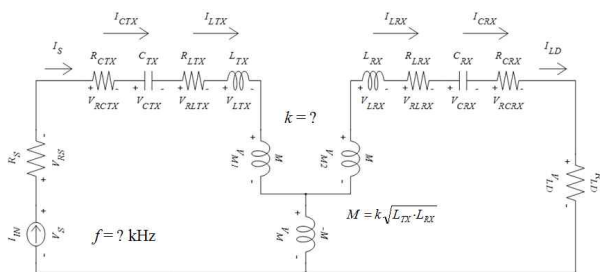 I_CTX I_LTX I_LRX I_CRX
I_S I_LD
R_CTX C_TX R_LTX L_TX L_RX R_LRX C_RX R_CRX
+ - + - + - + - + - + - + - + -
V_RCTX V_CTX V_RLTX V_LTX V_LRX V_RLRX V_CRX V_RCRX
k = ?
R_S V_RS V_M1 M V_M2 M V_LD R_LD
I_IN V_S f = ? kHz V_M -M M = k√L_TX·L_RX